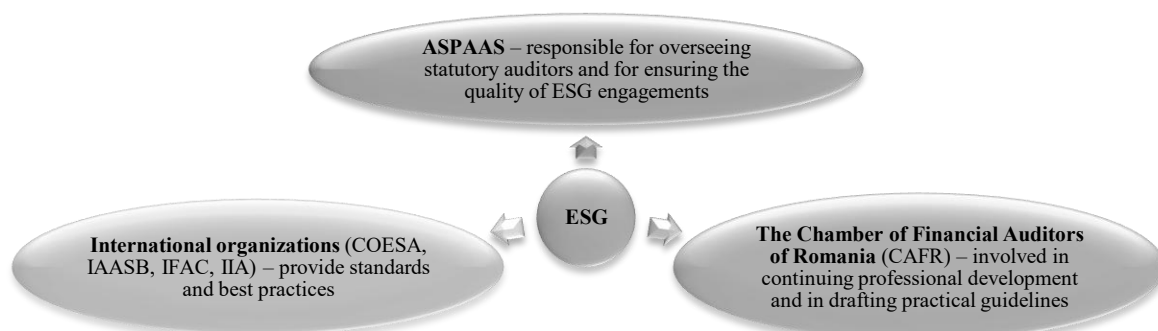 ASPAAS – responsible for overseeing
statutory auditors and for ensuring the
quality of ESG engagements
ESG
International organizations (COESA,
IAASB, IFAC, IIA) – provide standards
and best practices
The Chamber of Financial Auditors
of Romania (CAFR) – involved in
continuing professional development
and in drafting practical guidelines